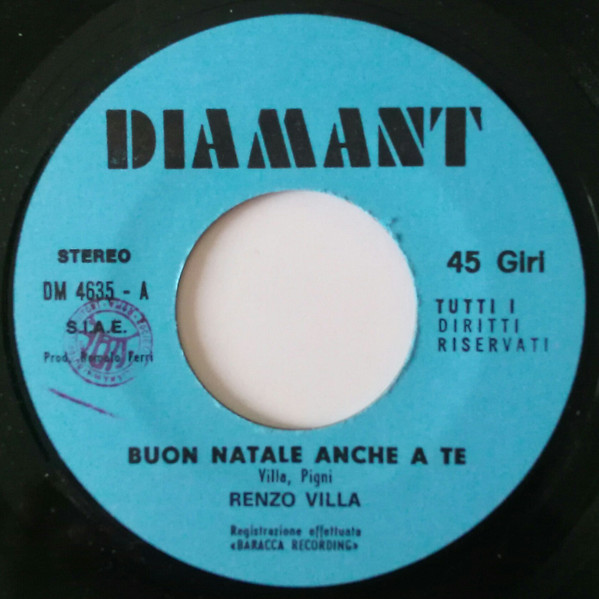 DIAMANT
STEREO
45 Giri
DM 4635 - A
S.I.A.E.
Prod. Romolo Ferri
TUTTI I
DIRITTI
RISERVATI
BUON NATALE ANCHE A TE
Villa, Pigni
RENZO VILLA
Registrazione effettuata
«BARACCA RECORDING»